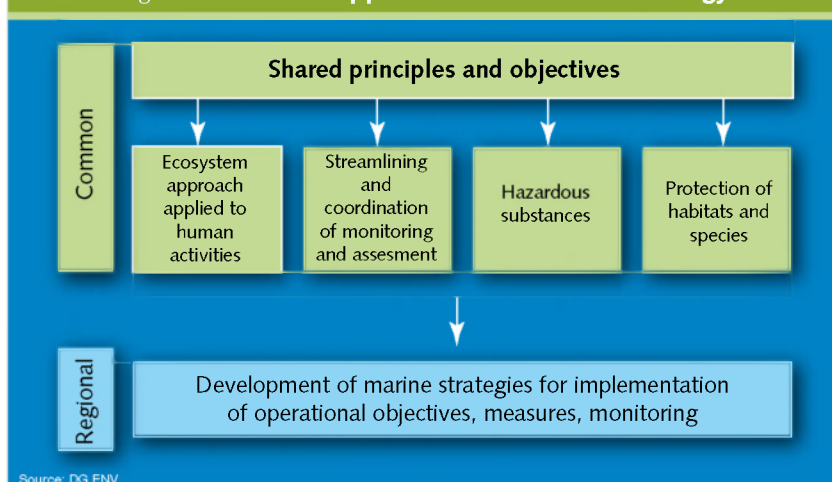 Shared principles and objectives
Common
Ecosystem
approach
applied to
human
activities
Streamlining
and
coordination
of monitoring
and assesment
Hazardous
substances
Protection of
habitats and
species
Regional
Development of marine strategies for implementation
of operational objectives, measures, monitoring
Source: DG ENV